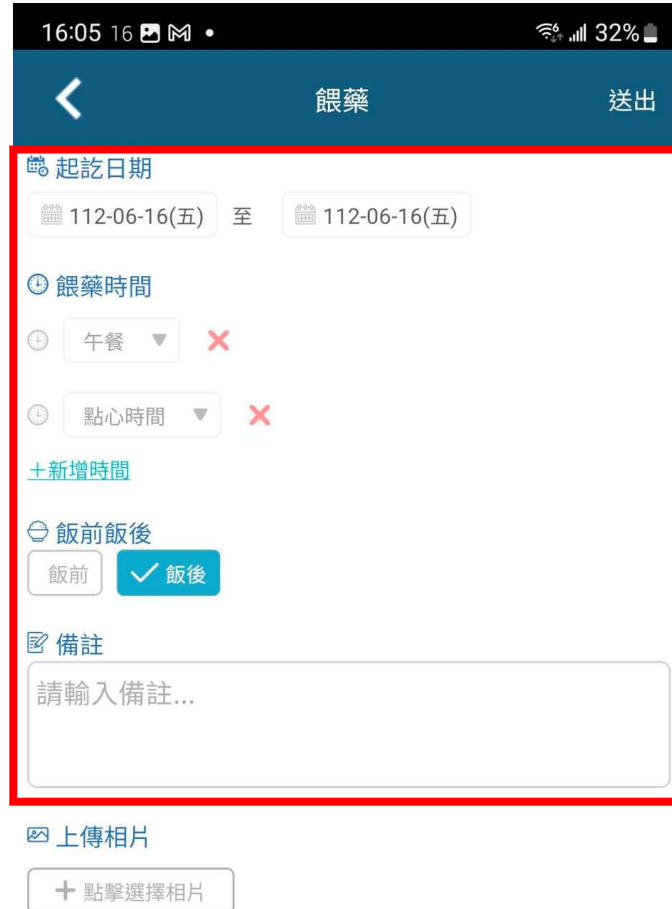 16:05 16 32%
餵藥 送出
起訖日期
112-06-16(五) 至 112-06-16(五)
餵藥時間
午餐
點心時間
＋新增時間
飯前飯後
飯前 飯後
備註
請輸入備註...
上傳相片
＋ 點擊選擇相片